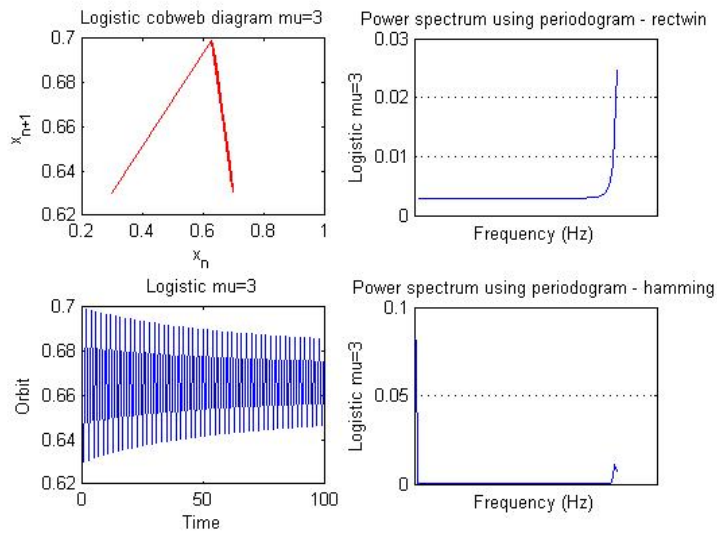 Logistic cobweb diagram mu=3
0.7
0.68
0.66
0.64
0.62
0.2
0.4
0.6
0.8
1
x_{n+1}
x_n
Power spectrum using periodogram - rectwin
0.03
0.02
0.01
0
Logistic mu=3
Frequency (Hz)
Logistic mu=3
0.7
0.68
0.66
0.64
0.62
0
50
100
Orbit
Time
Power spectrum using periodogram - hamming
0.1
0.05
0
Logistic mu=3
Frequency (Hz)